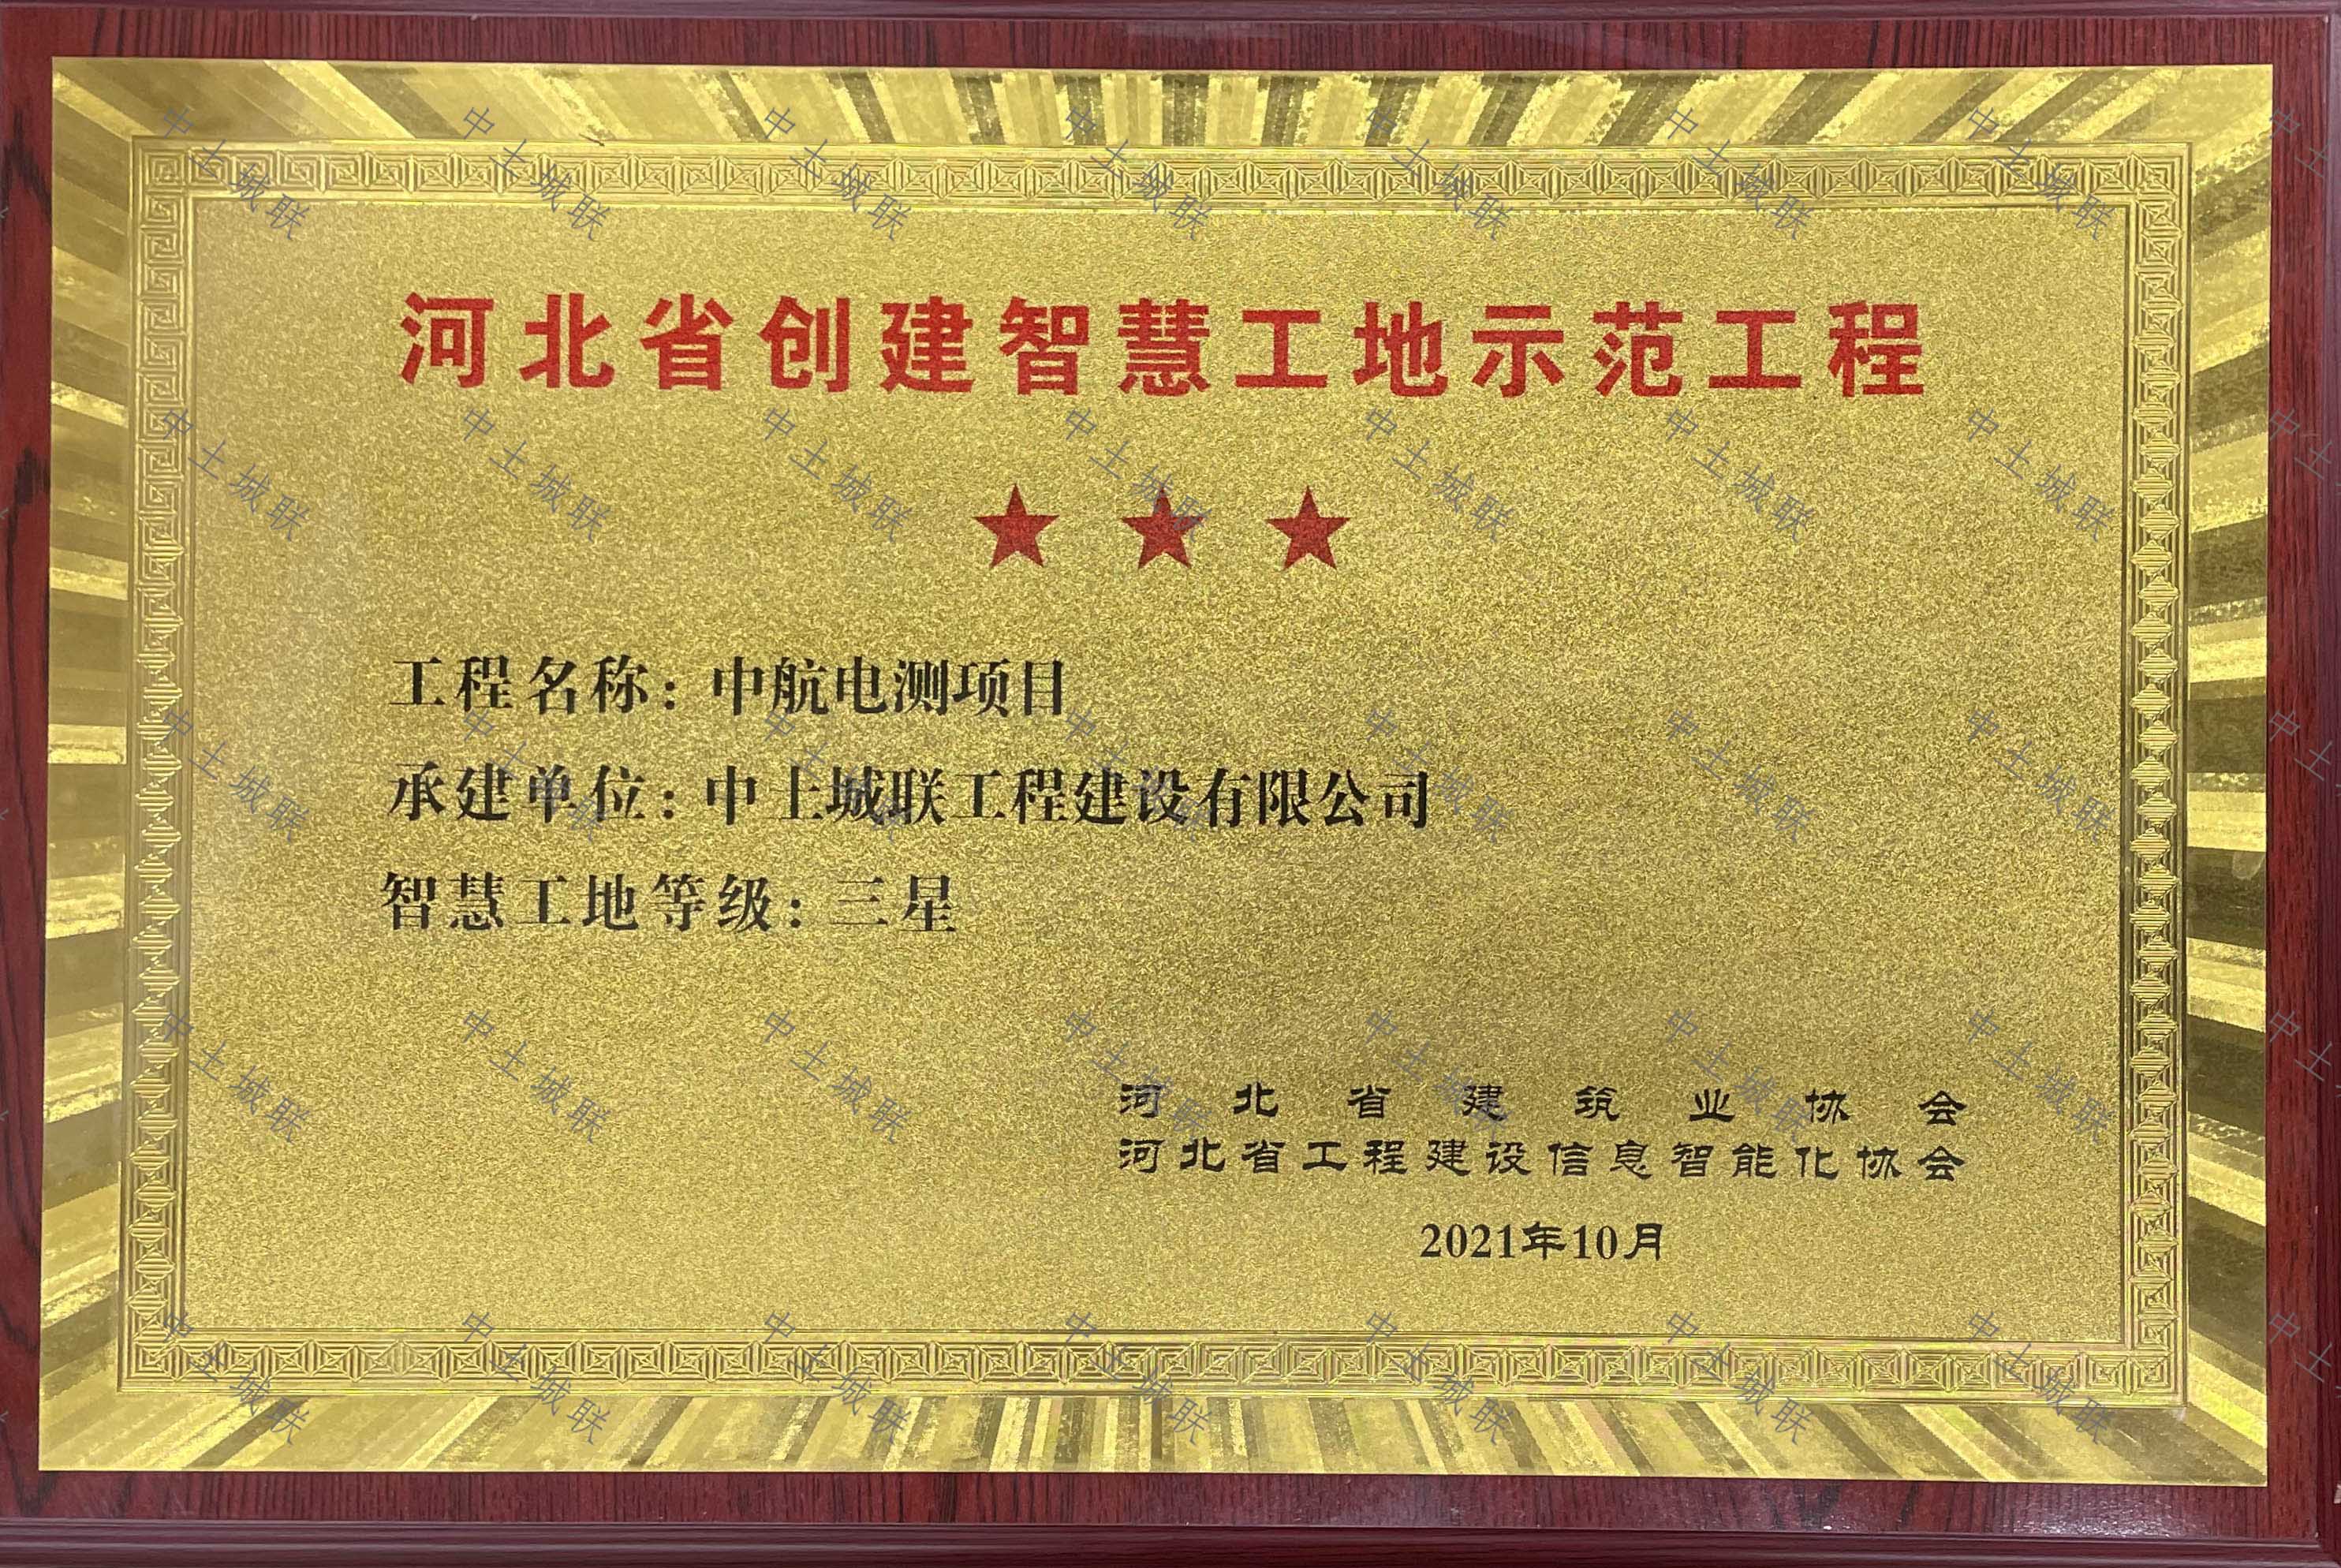 河北省创建智慧工地示范工程
★ ★ ★
工程名称：中航电测项目
承建单位：中土城联工程建设有限公司
智慧工地等级：三星
河北省建筑业协会
河北省工程建设信息智能化协会
2021年10月
中土城联